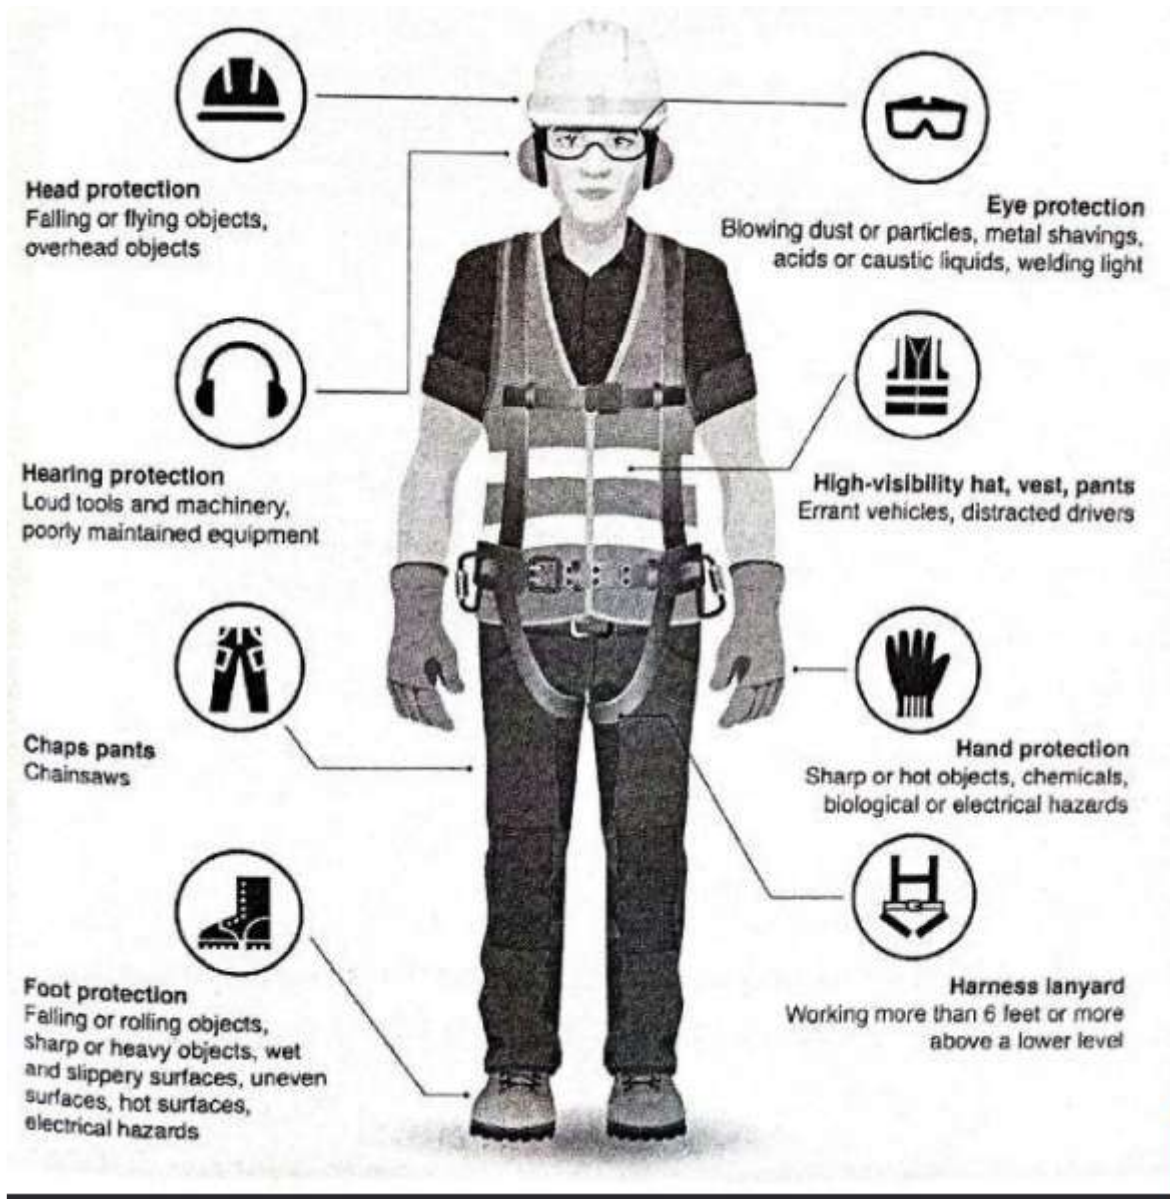 Head protection
Falling or flying objects,
overhead objects
Eye protection
Blowing dust or particles, metal shavings,
acids or caustic liquids, welding light
Hearing protection
Loud tools and machinery,
poorly maintained equipment
High-visibility hat, vest, pants
Errant vehicles, distracted drivers
Chaps pants
Chainsaws
Hand protection
Sharp or hot objects, chemicals,
biological or electrical hazards
Foot protection
Falling or rolling objects,
sharp or heavy objects, wet
and slippery surfaces, uneven
surfaces, hot surfaces,
electrical hazards
Harness lanyard
Working more than 6 feet or more
above a lower level